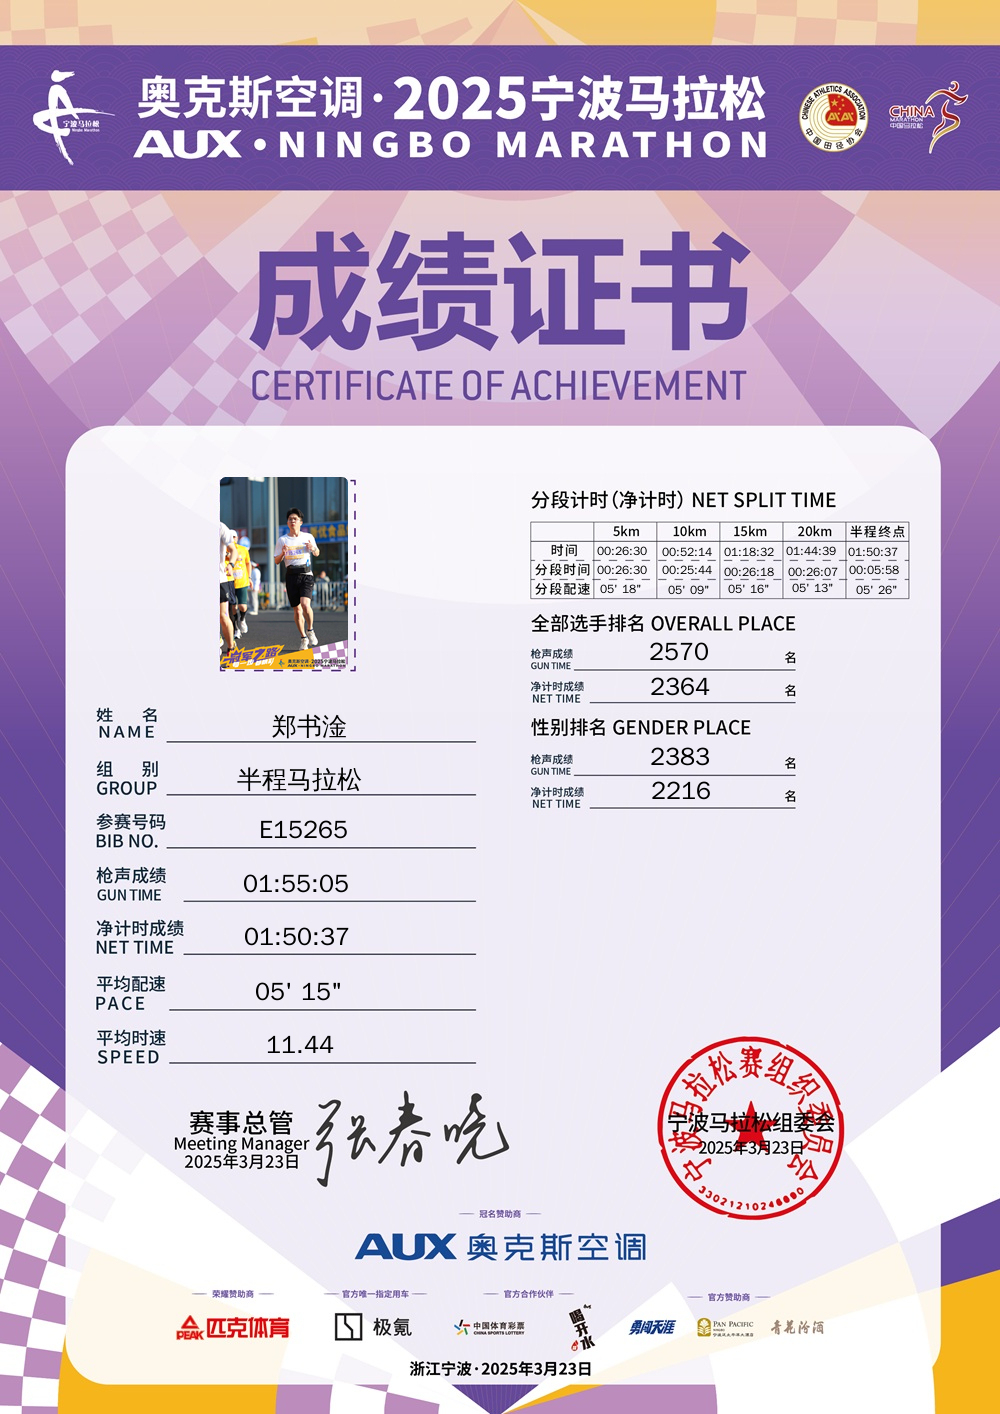 奥克斯空调·2025宁波马拉松
AUX·NINGBO MARATHON
宁波马拉松
Ningbo Marathon
CHINESE ATHLETICS ASSOCIATION
中国田径协会
CHINA
MARATHON
中国马拉松
成绩证书
CERTIFICATE OF ACHIEVEMENT
奥克斯空调 2025宁波马拉松
AUX·NINGBO MARATHON
姓 名
NAME
郑书淦
组 别
GROUP
半程马拉松
参赛号码
BIB NO.
E15265
枪声成绩
GUN TIME
01:55:05
净计时成绩
NET TIME
01:50:37
平均配速
PACE
05' 15"
平均时速
SPEED
11.44
分段计时(净计时) NET SPLIT TIME
5km 10km 15km 20km 半程终点
时间 00:26:30 00:52:14 01:18:32 01:44:39 01:50:37
分段时间 00:26:30 00:25:44 00:26:18 00:26:07 00:05:58
分段配速 05' 18" 05' 09" 05' 16" 05' 13" 05' 26"
全部选手排名 OVERALL PLACE
枪声成绩
GUN TIME
2570 名
净计时成绩
NET TIME
2364 名
性别排名 GENDER PLACE
枪声成绩
GUN TIME
2383 名
净计时成绩
NET TIME
2216 名
赛事总管
Meeting Manager
2025年3月23日
张春晓
宁波马拉松赛组织委员会
宁波马拉松组委会
2025年3月23日
冠名赞助商
AUX 奥克斯空调
荣耀赞助商
PEAK 匹克体育
官方唯一指定用车
极氪
官方合作伙伴
中国体育彩票
CHINA SPORTS LOTTERY
喝开水
官方赞助商
勇闯天涯
PAN PACIFIC
青花汾酒
浙江宁波·2025年3月23日